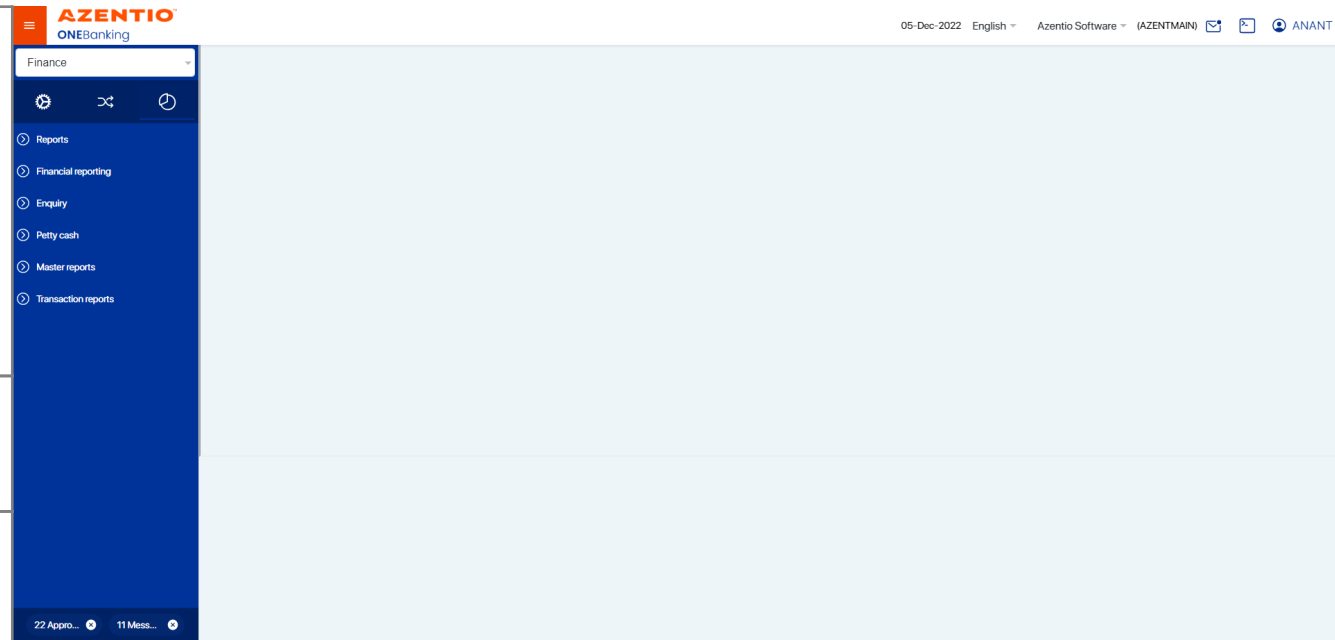 AZENTIO™
ONEBanking
05-Dec-2022 English Azentio Software (AZENTMAIN) ANANT
Finance
Reports
Financial reporting
Enquiry
Petty cash
Master reports
Transaction reports
22 Appro... 11 Mess...